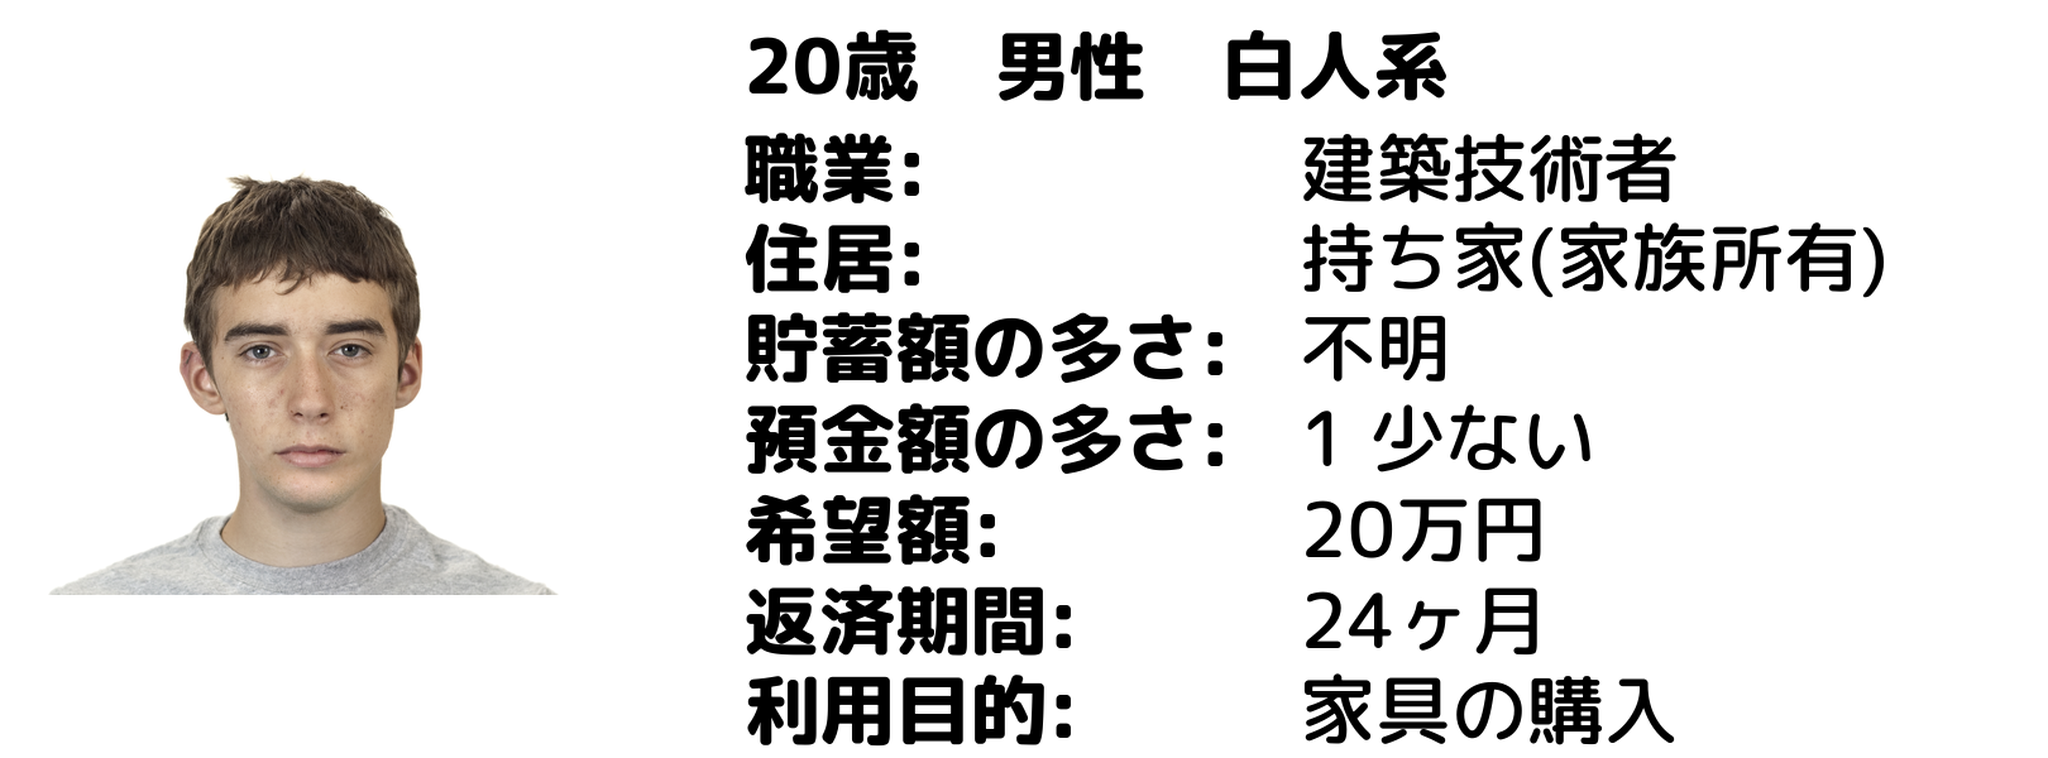 20歳　男性　白人系
職業:　建築技術者
住居:　持ち家(家族所有)
貯蓄額の多さ:　不明
預金額の多さ:　1 少ない
希望額:　20万円
返済期間:　24ヶ月
利用目的:　家具の購入